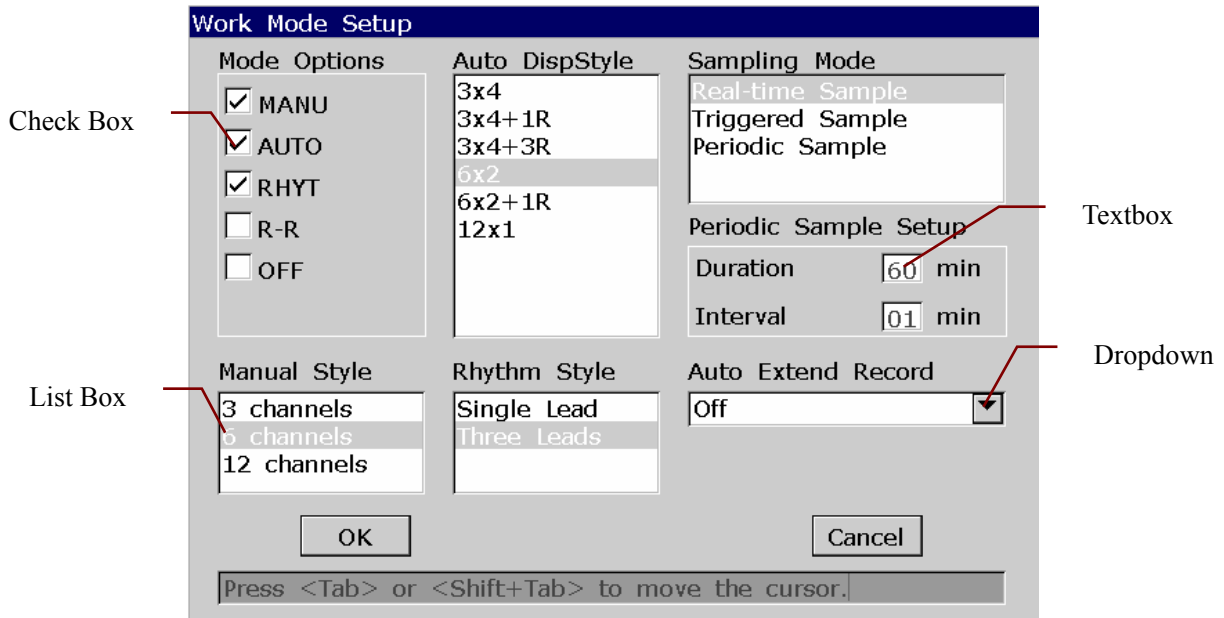 Work Mode Setup
Mode Options
MANU
AUTO
RHYT
R-R
OFF
Auto DispStyle
3x4
3x4+1R
3x4+3R
6x2
6x2+1R
12x1
Sampling Mode
Real-time Sample
Triggered Sample
Periodic Sample
Periodic Sample Setup
Duration 60 min
Interval 01 min
Manual Style
3 channels
6 channels
12 channels
Rhythm Style
Single Lead
Three Leads
Auto Extend Record
Off
OK
Cancel
Press <Tab> or <Shift+Tab> to move the cursor.
Check Box
List Box
Textbox
Dropdown